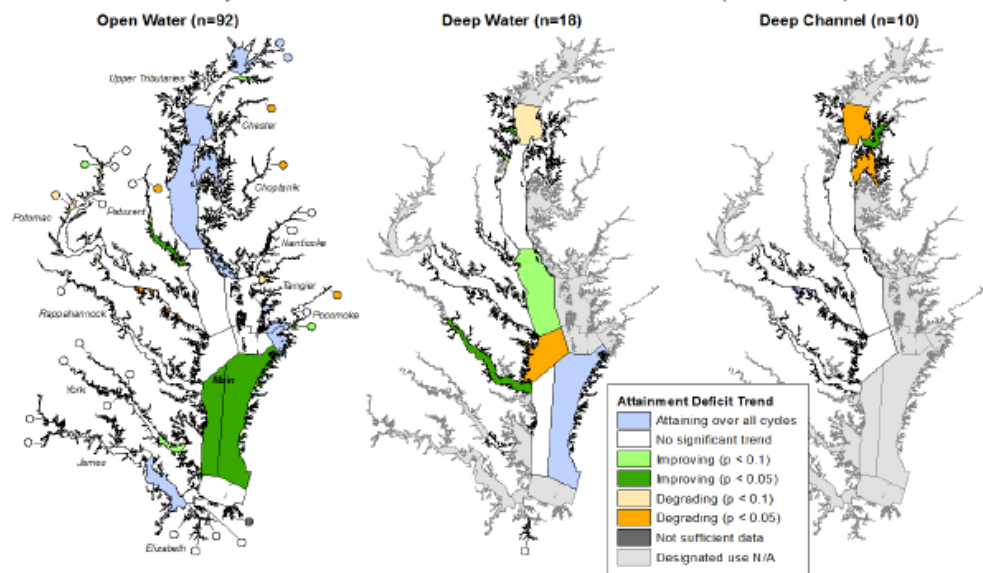 Open Water (n=92)
Deep Water (n=18)
Deep Channel (n=10)
Upper Tributaries
Chester
Choptank
Potomac
Patuxent
Nanticoke
Tangier
Rappahannock
Pocomoke
Main
York
James
Elizabeth
Attainment Deficit Trend
Attaining over all cycles
No significant trend
Improving (p < 0.1)
Improving (p < 0.05)
Degrading (p < 0.1)
Degrading (p < 0.05)
Not sufficient data
Designated use N/A